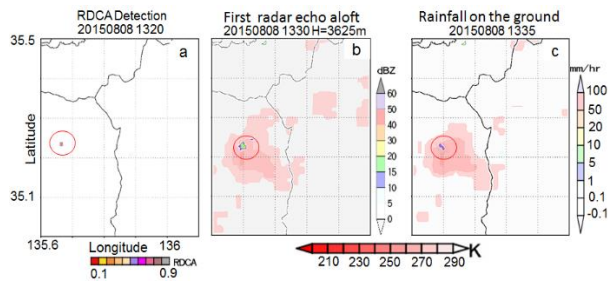 RDCA Detection
20150808 1320
First radar echo aloft
20150808 1330 H=3625m
Rainfall on the ground
20150808 1335
mm/hr
35.5
a
b
c
dBZ
60
50
40
30
20
15
10
5
0
100
50
20
10
5
1
0.1
-0.1
Latitude
35.1
135.6
136
Longitude
RDCA
0.1
0.9
K
210 230 250 270 290